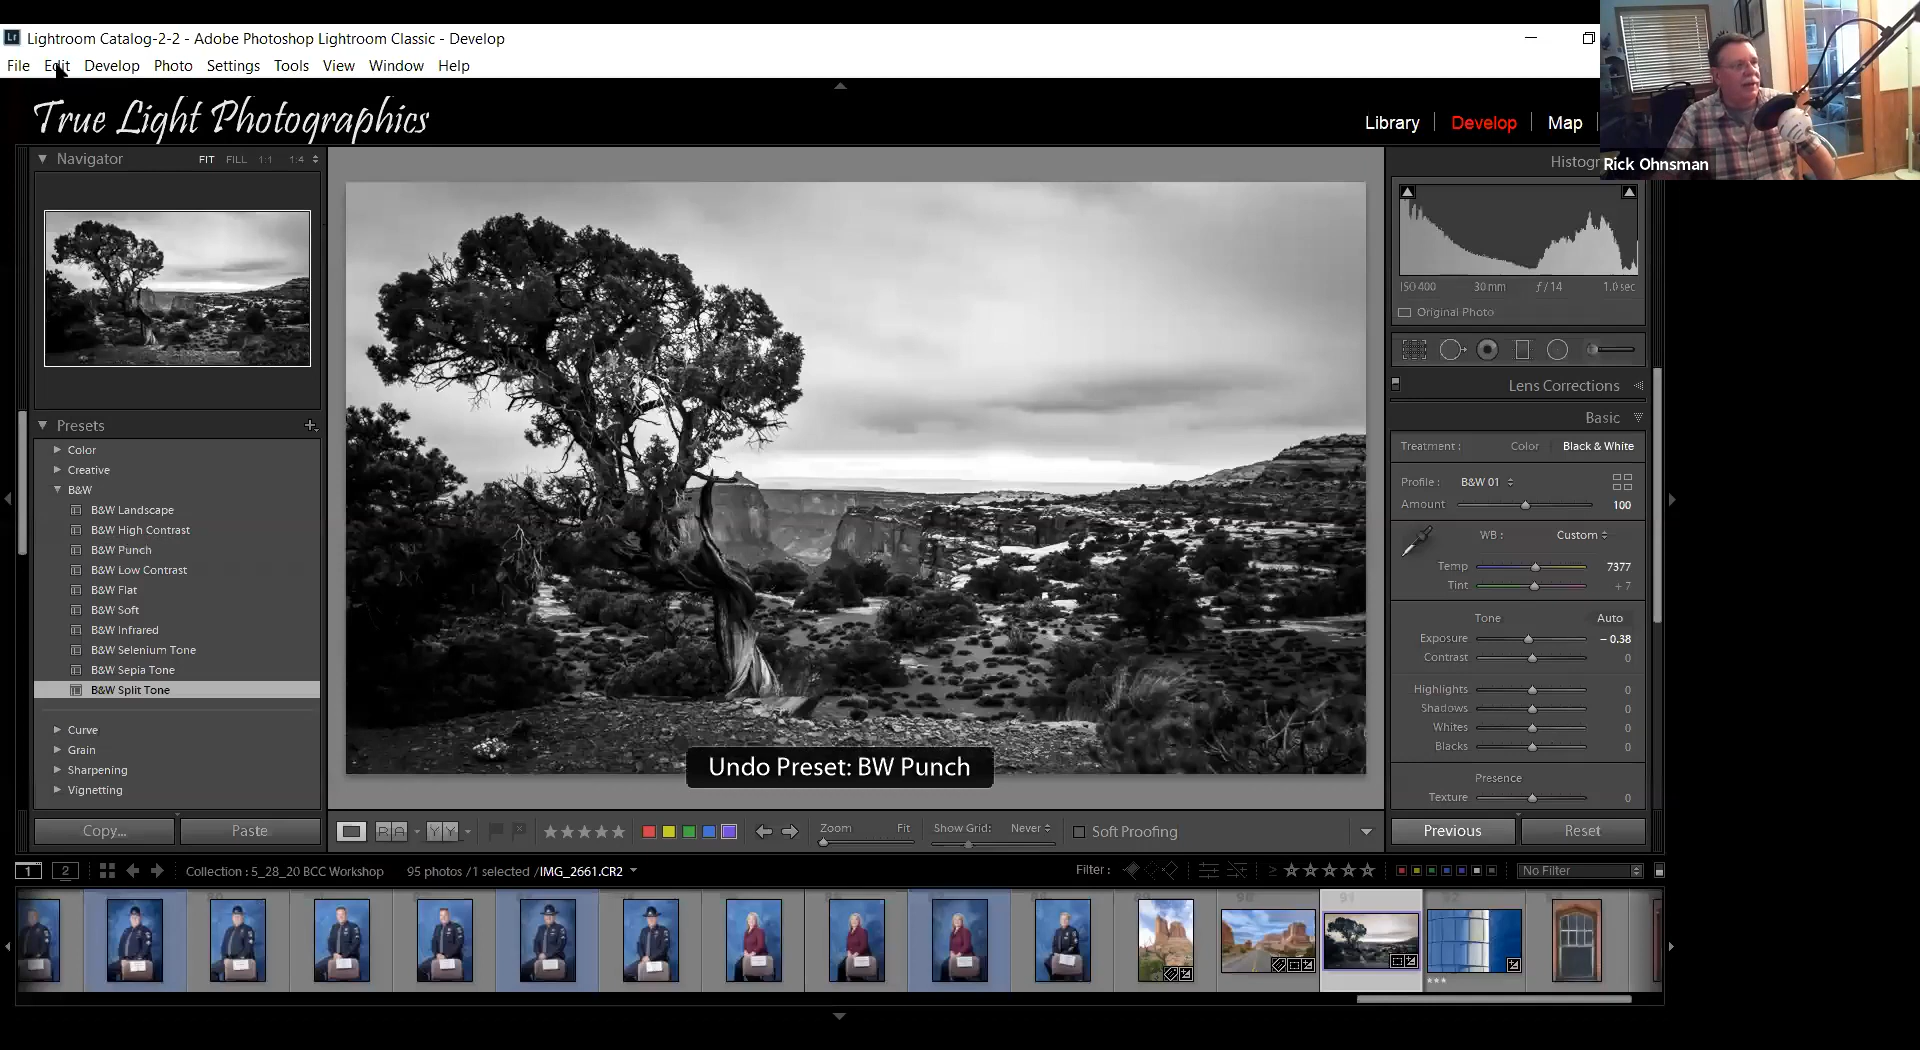 Lightroom Catalog-2-2 - Adobe Photoshop Lightroom Classic - Develop
File Edit Develop Photo Settings Tools View Window Help
True Light Photographics
Library Develop Map
Rick Ohnsman
Navigator FIT FILL 1:1 1:4
Histogr
ISO 400 30 mm f / 14 1.0 sec
Original Photo
Lens Corrections
Basic
Treatment : Color Black & White
Profile : B&W 01
Amount 100
WB : Custom
Temp 7377
Tint + 7
Tone Auto
Exposure – 0.38
Contrast 0
Highlights 0
Shadows 0
Whites 0
Blacks 0
Presence
Texture 0
Presets
Color
Creative
B&W
B&W Landscape
B&W High Contrast
B&W Punch
B&W Low Contrast
B&W Flat
B&W Soft
B&W Infrared
B&W Selenium Tone
B&W Sepia Tone
B&W Split Tone
Curve
Grain
Sharpening
Vignetting
Undo Preset: BW Punch
Copy... Paste
R A Y Y Zoom Fit Show Grid: Never Soft Proofing
Previous Reset
1 2 Collection : 5_28_20 BCC Workshop 95 photos / 1 selected / IMG_2661.CR2 Filter : No Filter